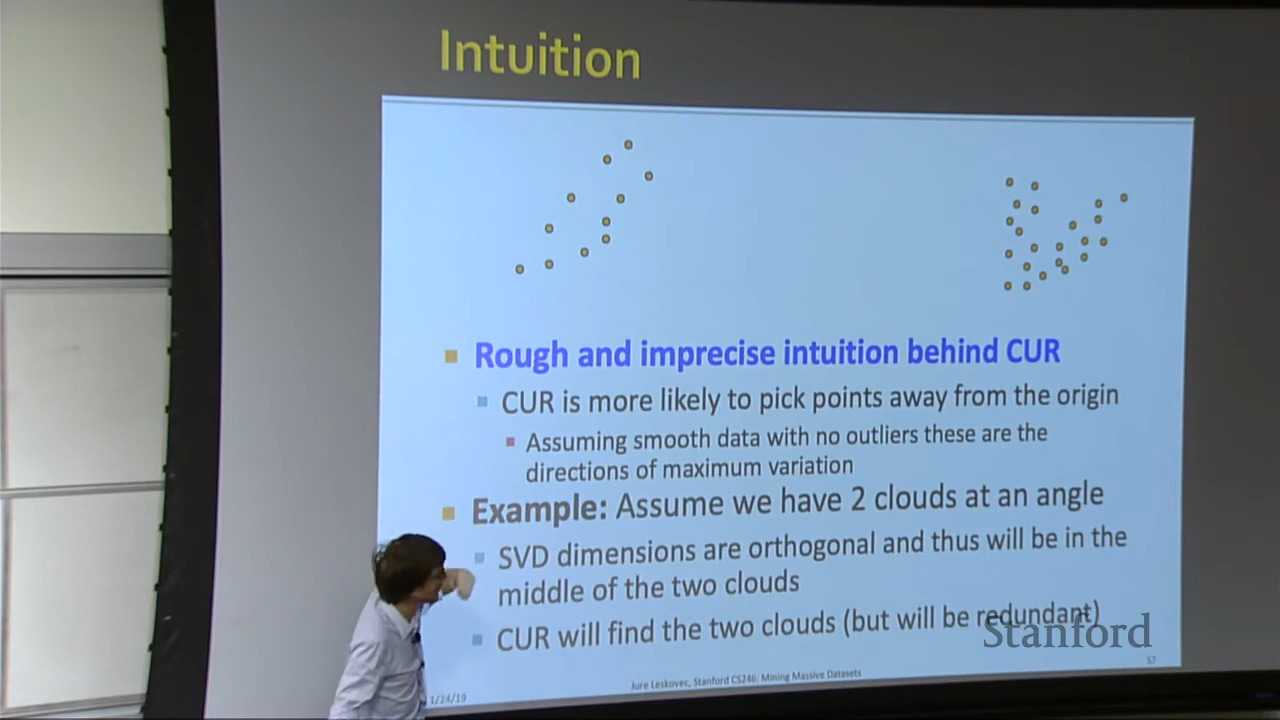 Intuition
Rough and imprecise intuition behind CUR
CUR is more likely to pick points away from the origin
Assuming smooth data with no outliers these are the
directions of maximum variation
Example: Assume we have 2 clouds at an angle
SVD dimensions are orthogonal and thus will be in the
middle of the two clouds
CUR will find the two clouds (but will be redundant)
Stanford
1/24/19
Jure Leskovec, Stanford CS246: Mining Massive Datasets
57